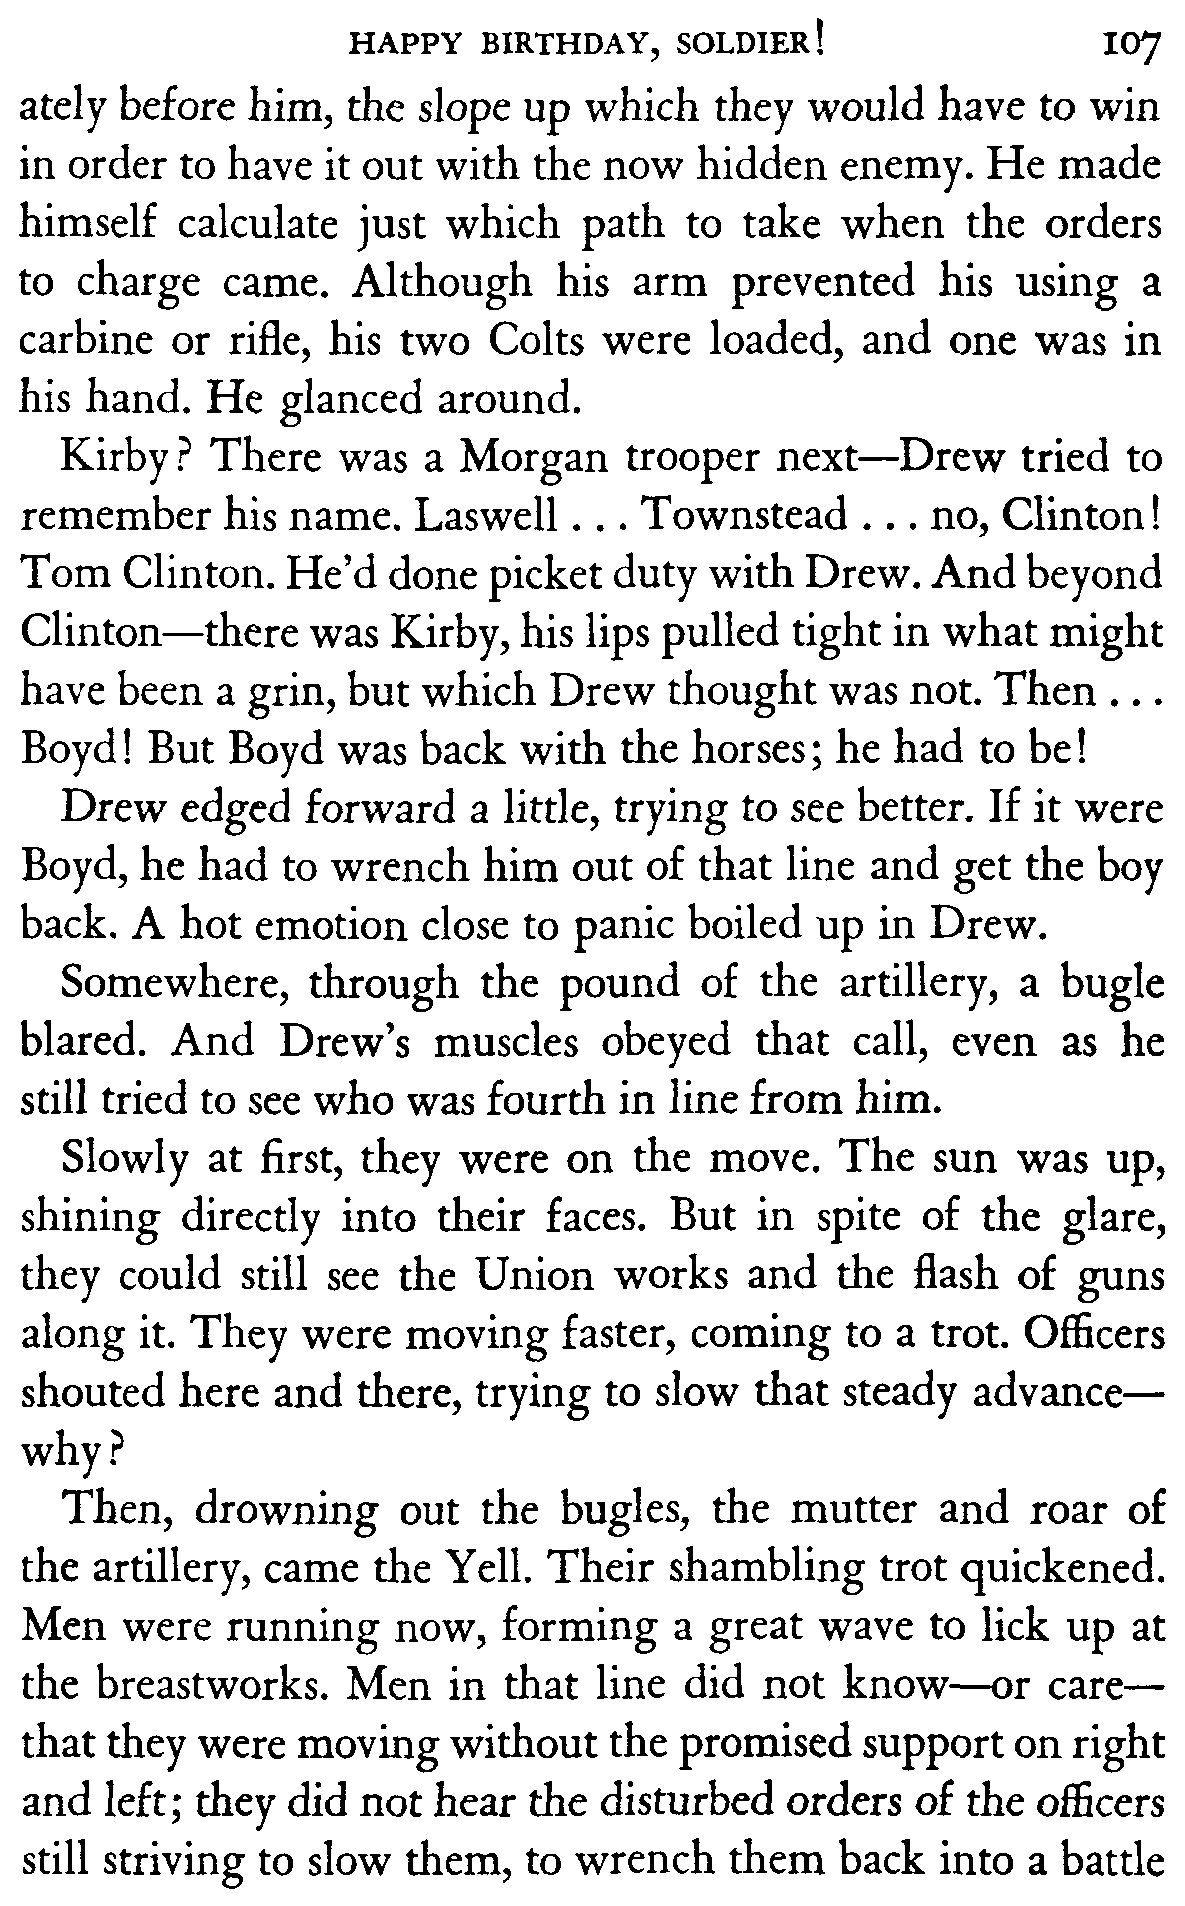 HAPPY BIRTHDAY, SOLDIER! 107
ately before him, the slope up which they would have to win
in order to have it out with the now hidden enemy. He made
himself calculate just which path to take when the orders
to charge came. Although his arm prevented his using a
carbine or rifle, his two Colts were loaded, and one was in
his hand. He glanced around.
Kirby? There was a Morgan trooper next—Drew tried to
remember his name. Laswell . . . Townstead . . . no, Clinton!
Tom Clinton. He’d done picket duty with Drew. And beyond
Clinton—there was Kirby, his lips pulled tight in what might
have been a grin, but which Drew thought was not. Then . . .
Boyd! But Boyd was back with the horses; he had to be!
Drew edged forward a little, trying to see better. If it were
Boyd, he had to wrench him out of that line and get the boy
back. A hot emotion close to panic boiled up in Drew.
Somewhere, through the pound of the artillery, a bugle
blared. And Drew’s muscles obeyed that call, even as he
still tried to see who was fourth in line from him.
Slowly at first, they were on the move. The sun was up,
shining directly into their faces. But in spite of the glare,
they could still see the Union works and the flash of guns
along it. They were moving faster, coming to a trot. Officers
shouted here and there, trying to slow that steady advance—
why?
Then, drowning out the bugles, the mutter and roar of
the artillery, came the Yell. Their shambling trot quickened.
Men were running now, forming a great wave to lick up at
the breastworks. Men in that line did not know—or care—
that they were moving without the promised support on right
and left; they did not hear the disturbed orders of the officers
still striving to slow them, to wrench them back into a battle